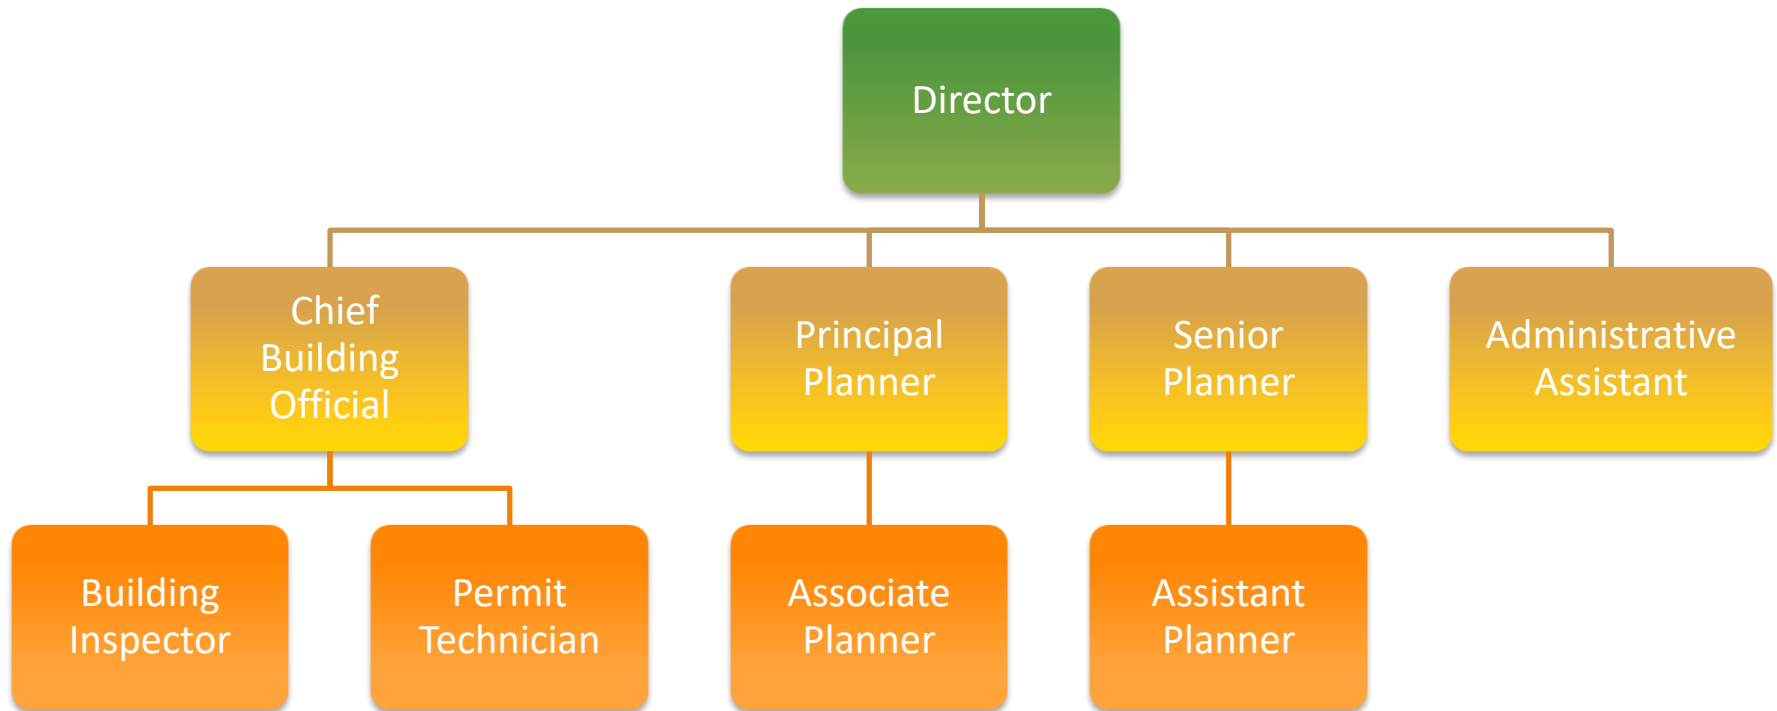 Director
Chief
Building
Official
Principal
Planner
Senior
Planner
Administrative
Assistant
Building
Inspector
Permit
Technician
Associate
Planner
Assistant
Planner